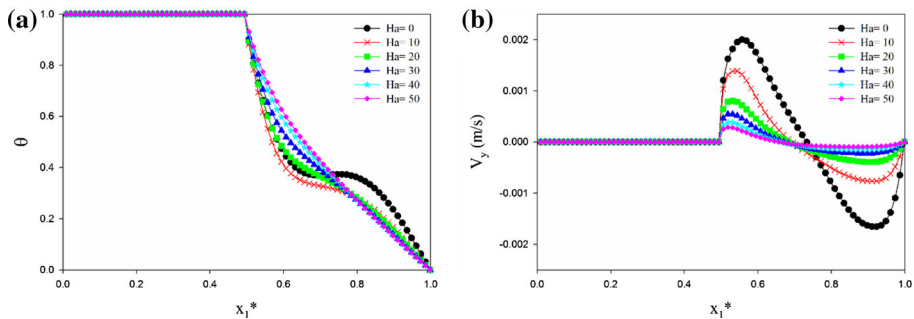 (a)
1.0
0.8
0.6
0.4
0.2
0.0
θ
0.0 0.2 0.4 0.6 0.8 1.0
x₁*
Ha= 0
Ha= 10
Ha= 20
Ha= 30
Ha= 40
Ha= 50
(b)
0.002
0.001
0.000
-0.001
-0.002
Vy (m/s)
0.0 0.2 0.4 0.6 0.8 1.0
x₁*
Ha= 0
Ha= 10
Ha= 20
Ha= 30
Ha= 40
Ha= 50